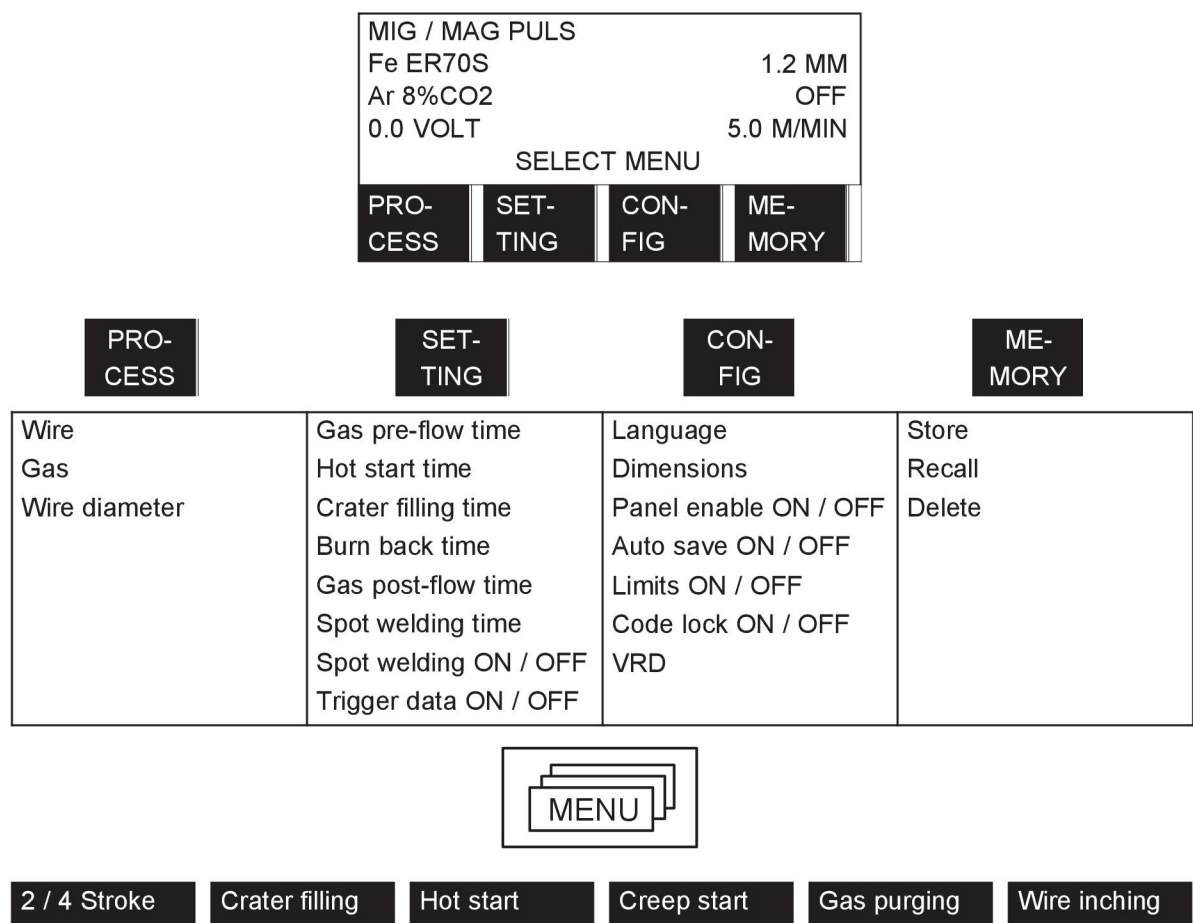 MIG / MAG PULS
Fe ER70S 1.2 MM
Ar 8%CO2 OFF
0.0 VOLT 5.0 M/MIN
SELECT MENU
PRO- SET- CON- ME-
CESS TING FIG MORY
PRO- SET- CON- ME-
CESS TING FIG MORY
Wire Gas pre-flow time Language Store
Gas Hot start time Dimensions Recall
Wire diameter Crater filling time Panel enable ON / OFF Delete
Burn back time Auto save ON / OFF
Gas post-flow time Limits ON / OFF
Spot welding time Code lock ON / OFF
Spot welding ON / OFF VRD
Trigger data ON / OFF
MENU
2 / 4 Stroke Crater filling Hot start Creep start Gas purging Wire inching